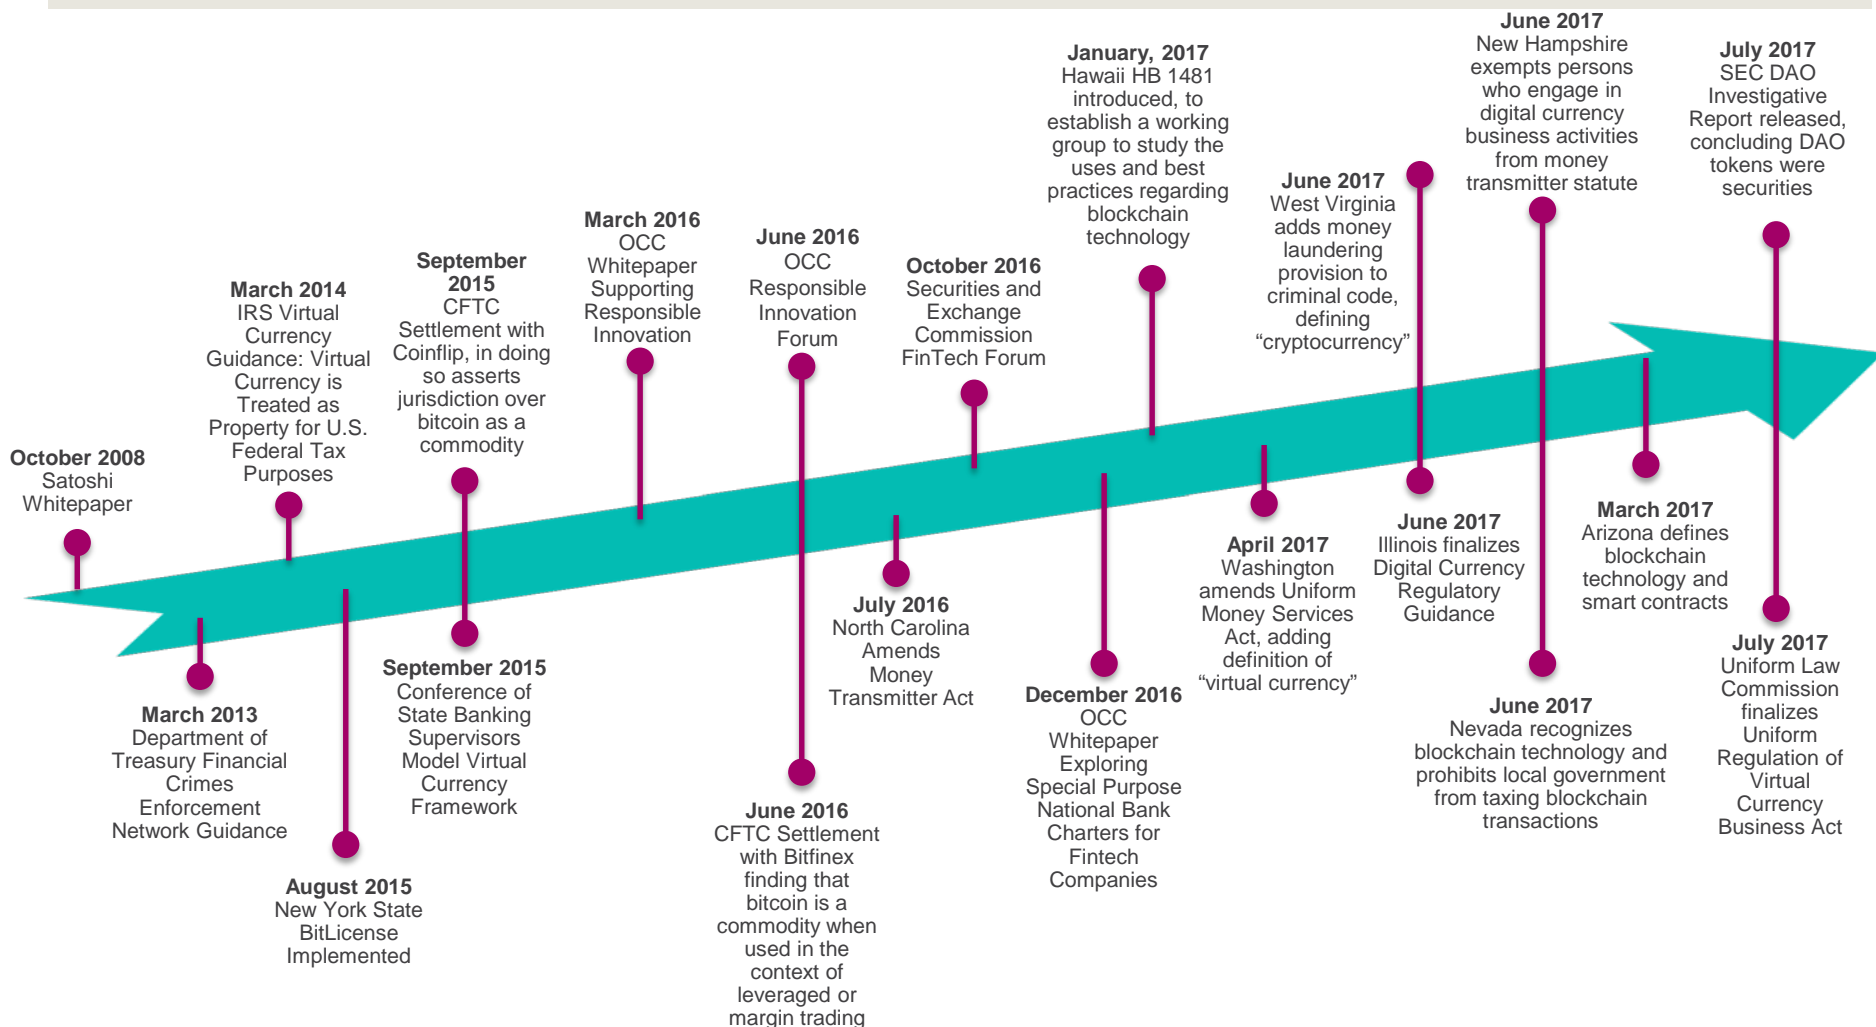 October 2008
Satoshi
Whitepaper
March 2013
Department of
Treasury Financial
Crimes
Enforcement
Network Guidance
March 2014
IRS Virtual
Currency
Guidance: Virtual
Currency is
Treated as
Property for U.S.
Federal Tax
Purposes
August 2015
New York State
BitLicense
Implemented
September
2015
CFTC
Settlement with
Coinflip, in doing
so asserts
jurisdiction over
bitcoin as a
commodity
September 2015
Conference of
State Banking
Supervisors
Model Virtual
Currency
Framework
March 2016
OCC
Whitepaper
Supporting
Responsible
Innovation
June 2016
OCC
Responsible
Innovation
Forum
June 2016
CFTC Settlement
with Bitfinex
finding that
bitcoin is a
commodity when
used in the
context of
leveraged or
margin trading
July 2016
North Carolina
Amends
Money
Transmitter Act
October 2016
Securities and
Exchange
Commission
FinTech Forum
December 2016
OCC
Whitepaper
Exploring
Special Purpose
National Bank
Charters for
Fintech
Companies
January, 2017
Hawaii HB 1481
introduced, to
establish a working
group to study the
uses and best
practices regarding
blockchain
technology
April 2017
Washington
amends Uniform
Money Services
Act, adding
definition of
“virtual currency”
June 2017
West Virginia
adds money
laundering
provision to
criminal code,
defining
“cryptocurrency”
June 2017
Illinois finalizes
Digital Currency
Regulatory
Guidance
June 2017
New Hampshire
exempts persons
who engage in
digital currency
business activities
from money
transmitter statute
June 2017
Nevada recognizes
blockchain technology and
prohibits local government
from taxing blockchain
transactions
March 2017
Arizona defines
blockchain
technology and
smart contracts
July 2017
SEC DAO
Investigative
Report released,
concluding DAO
tokens were
securities
July 2017
Uniform Law
Commission
finalizes
Uniform
Regulation of
Virtual
Currency
Business Act